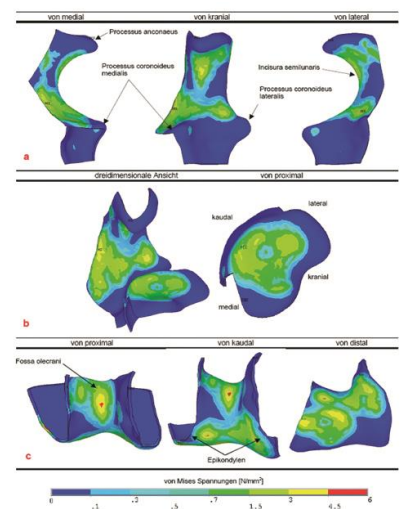 von medial
von kranial
von lateral
Processus anconaeus
Processus coronoideus
medialis
Incisura semilunaris
Processus coronoideus
lateralis
a
dreidimensionale Ansicht
von proximal
kaudal
lateral
kranial
medial
b
von proximal
von kaudal
von distal
Fossa olecrani
Epikondylen
c
von Mises Spannungen [N/mm²]
0 .1 .2 .5 .7 1.5 3 4.5 6